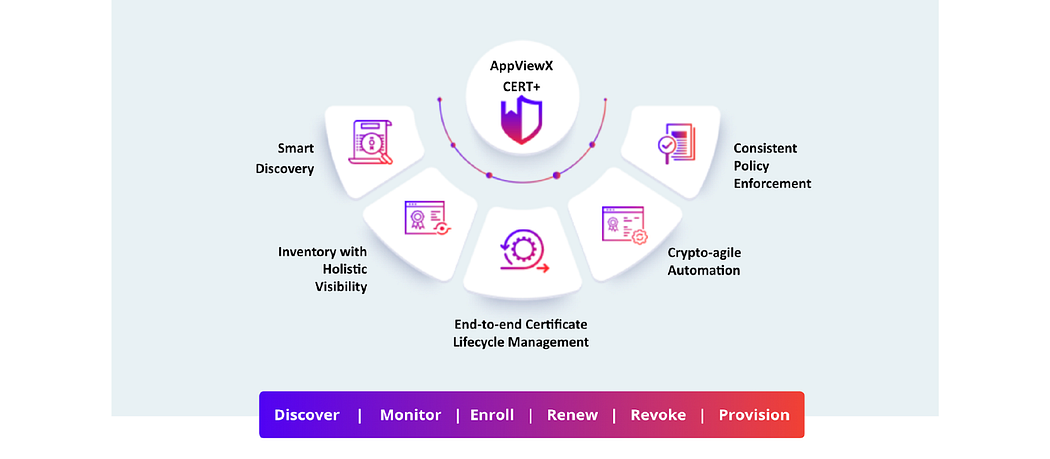 AppViewX
CERT+
Smart
Discovery
Inventory with
Holistic
Visibility
End-to-end Certificate
Lifecycle Management
Crypto-agile
Automation
Consistent
Policy
Enforcement
Discover | Monitor | Enroll | Renew | Revoke | Provision